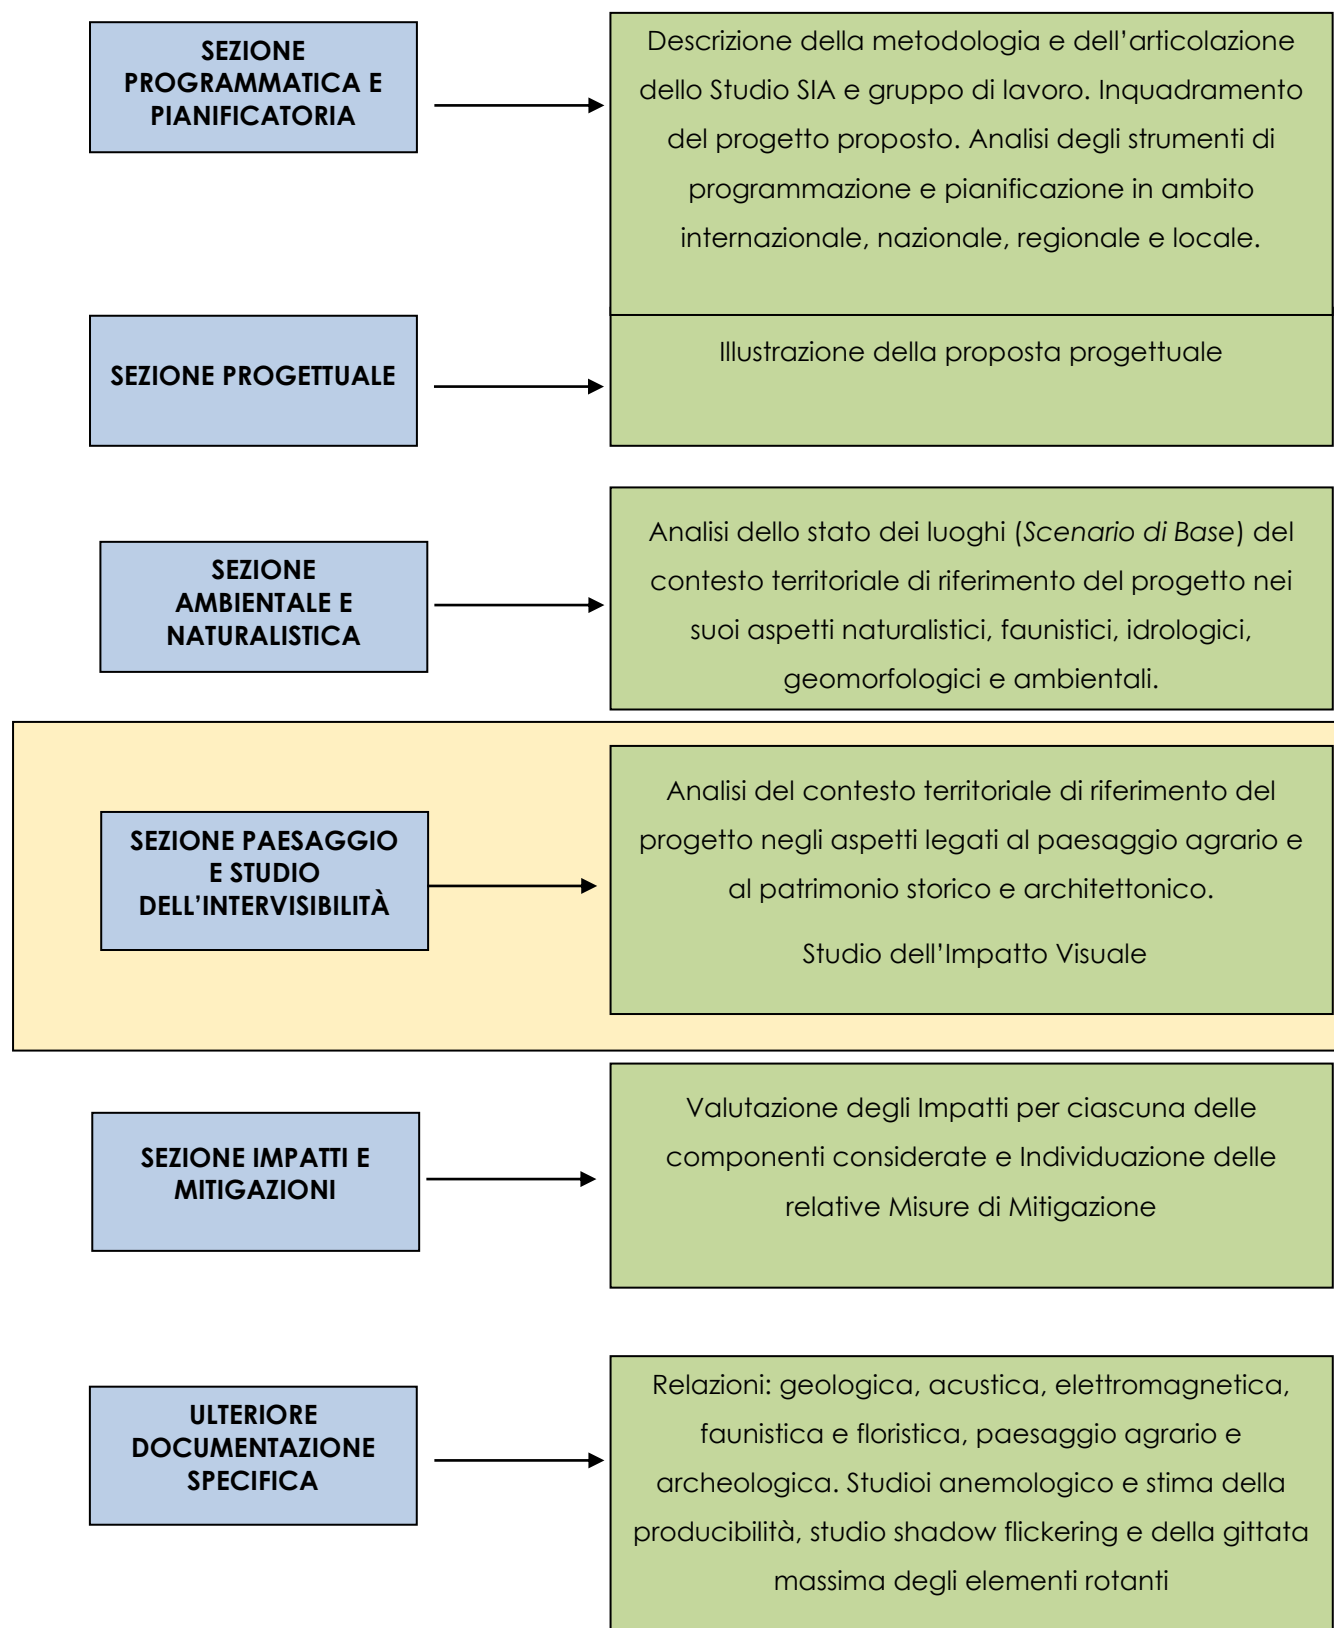 SEZIONE
PROGRAMMATICA E
PIANIFICATORIA
Descrizione della metodologia e dell’articolazione
dello Studio SIA e gruppo di lavoro. Inquadramento
del progetto proposto. Analisi degli strumenti di
programmazione e pianificazione in ambito
internazionale, nazionale, regionale e locale.
SEZIONE PROGETTUALE
Illustrazione della proposta progettuale
SEZIONE
AMBIENTALE E
NATURALISTICA
Analisi dello stato dei luoghi (Scenario di Base) del
contesto territoriale di riferimento del progetto nei
suoi aspetti naturalistici, faunistici, idrologici,
geomorfologici e ambientali.
SEZIONE PAESAGGIO
E STUDIO
DELL’INTERVISIBILITÀ
Analisi del contesto territoriale di riferimento del
progetto negli aspetti legati al paesaggio agrario e
al patrimonio storico e architettonico.
Studio dell’Impatto Visuale
SEZIONE IMPATTI E
MITIGAZIONI
Valutazione degli Impatti per ciascuna delle
componenti considerate e Individuazione delle
relative Misure di Mitigazione
ULTERIORE
DOCUMENTAZIONE
SPECIFICA
Relazioni: geologica, acustica, elettromagnetica,
faunistica e floristica, paesaggio agrario e
archeologica. Studioi anemologico e stima della
producibilità, studio shadow flickering e della gittata
massima degli elementi rotanti